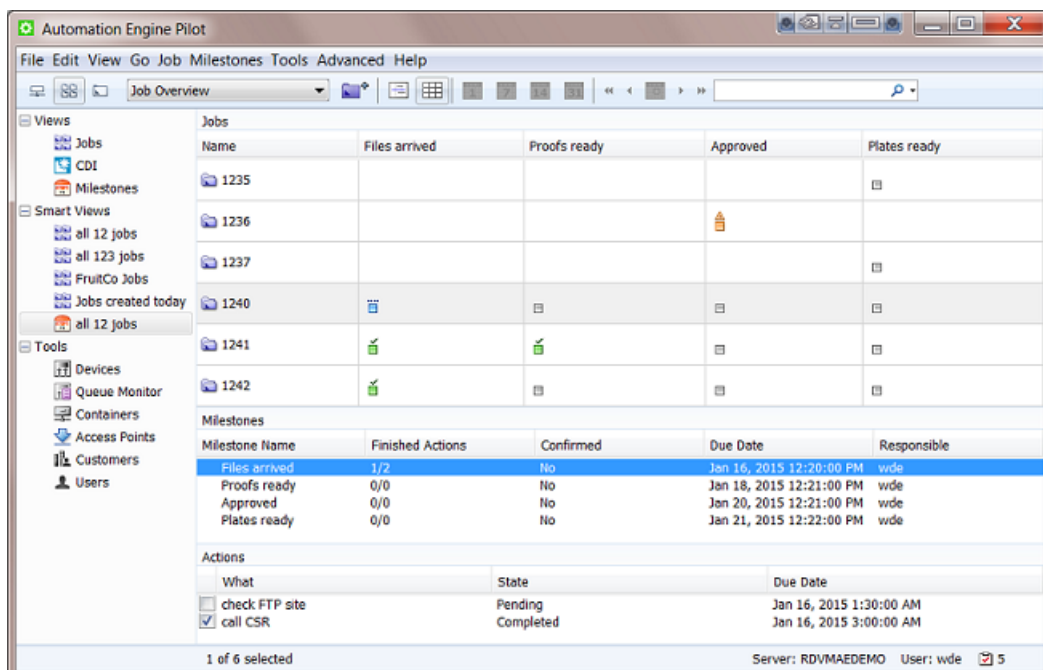 Automation Engine Pilot
File Edit View Go Job Milestones Tools Advanced Help
Job Overview
Views
Jobs
CDI
Milestones
Smart Views
all 12 jobs
all 123 jobs
FruitCo Jobs
Jobs created today
all 12 jobs
Tools
Devices
Queue Monitor
Containers
Access Points
Customers
Users
Jobs
Name Files arrived Proofs ready Approved Plates ready
1235
1236
1237
1240
1241
1242
Milestones
Milestone Name Finished Actions Confirmed Due Date Responsible
Files arrived 1/2 No Jan 16, 2015 12:20:00 PM wde
Proofs ready 0/0 No Jan 18, 2015 12:21:00 PM wde
Approved 0/0 No Jan 20, 2015 12:21:00 PM wde
Plates ready 0/0 No Jan 21, 2015 12:22:00 PM wde
Actions
What State Due Date
check FTP site Pending Jan 16, 2015 1:30:00 AM
call CSR Completed Jan 16, 2015 3:00:00 AM
1 of 6 selected Server: RDVMAEDEMO User: wde 5